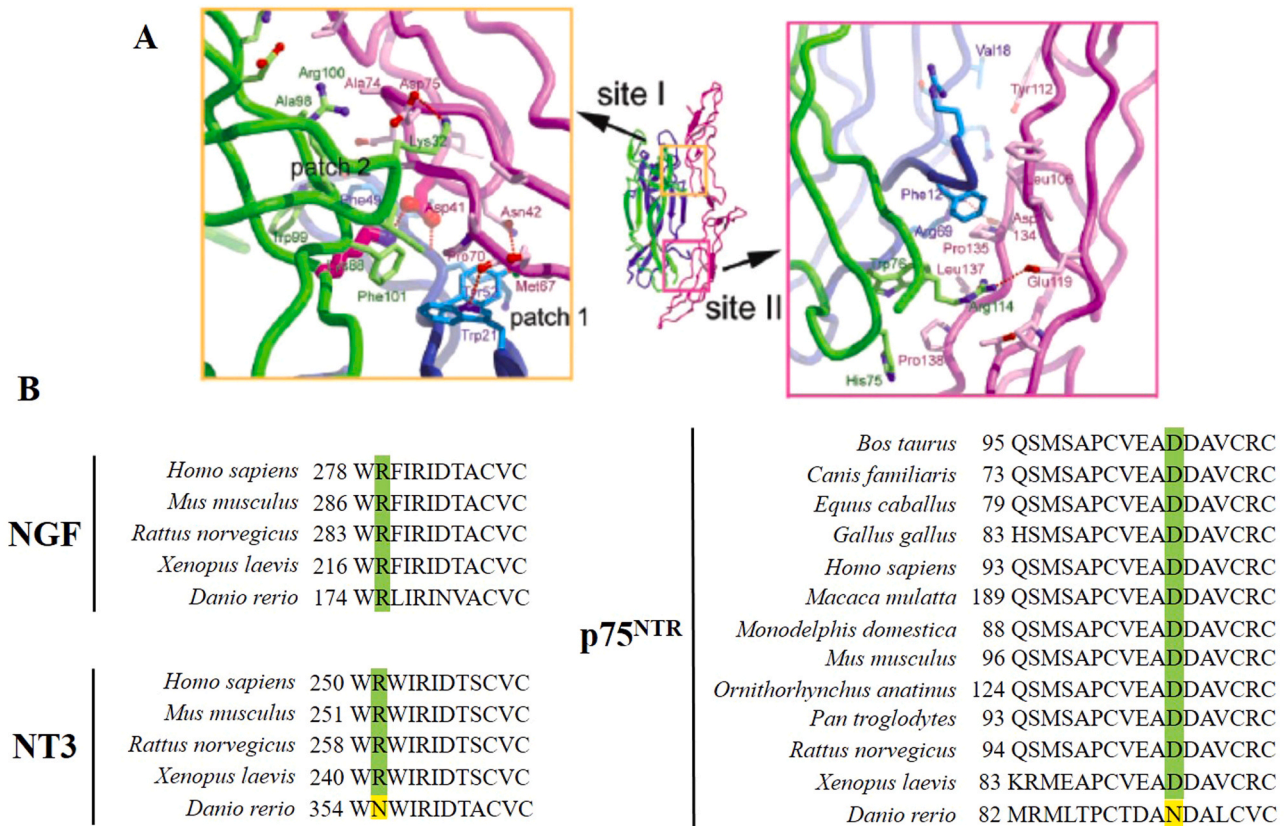 A
Arg100
Ala98
Ala74
Asp75
Lys32
patch 2
Phe49
Asp41
Asn42
Trp99
Pro70
Met67
Phe101
patch 1
Trp21
site I
site II
Val18
Tyr112
Phe12
Leu106
Arg69
Asp
134
Pro135
Trp76
Leu137
Glu119
Arg114
Pro138
His75
B
NGF
Homo sapiens 278 WRFIRIDTACVC
Mus musculus 286 WRFIRIDTACVC
Rattus norvegicus 283 WRFIRIDTACVC
Xenopus laevis 216 WRFIRIDTACVC
Danio rerio 174 WRLIRINVACVC
NT3
Homo sapiens 250 WRWIRIDTSCVC
Mus musculus 251 WRWIRIDTSCVC
Rattus norvegicus 258 WRWIRIDTSCVC
Xenopus laevis 240 WRWIRIDTSCVC
Danio rerio 354 WNWIRIDTACVC
p75NTR
Bos taurus 95 QSMSAPCVEADDAVCRC
Canis familiaris 73 QSMSAPCVEADDAVCRC
Equus caballus 79 QSMSAPCVEADDAVCRC
Gallus gallus 83 HSMSAPCVEADDAVCRC
Homo sapiens 93 QSMSAPCVEADDAVCRC
Macaca mulatta 189 QSMSAPCVEADDAVCRC
Monodelphis domestica 88 QSMSAPCVEADDAVCRC
Mus musculus 96 QSMSAPCVEADDAVCRC
Ornithorhynchus anatinus 124 QSMSAPCVEADDAVCRC
Pan troglodytes 93 QSMSAPCVEADDAVCRC
Rattus norvegicus 94 QSMSAPCVEADDAVCRC
Xenopus laevis 83 KRMEAPCVEADDAVCRC
Danio rerio 82 MRMLTPCTDANDALCVC